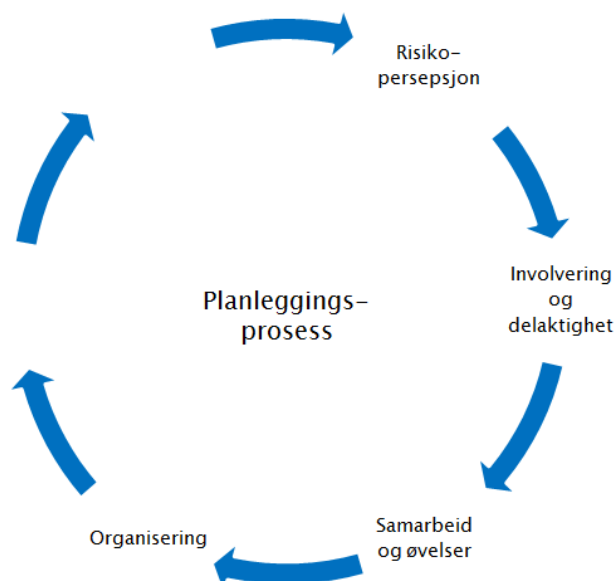 Risiko-
persepsjon
Involvering
og
delaktighet
Planleggings-
prosess
Samarbeid
og øvelser
Organisering